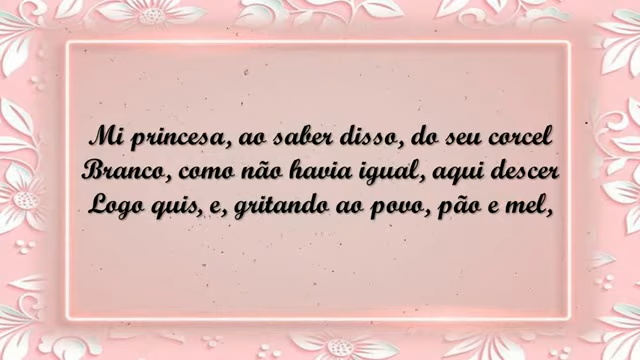 Mi princesa, ao saber disso, do seu corcel
Branco, como não havia igual, aqui descer
Logo quis, e, gritando ao povo, pão e mel,